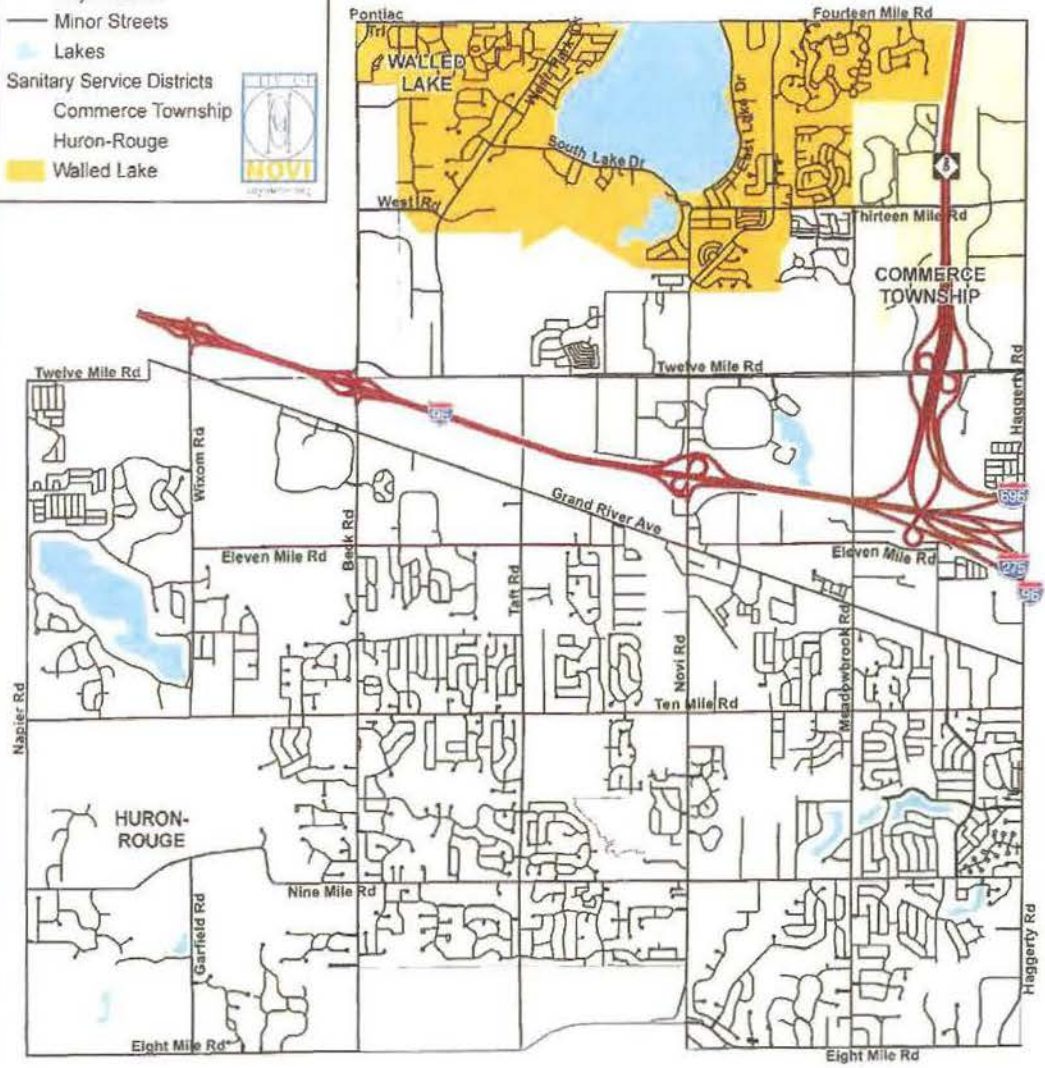 Minor Streets
Lakes
Sanitary Service Districts
Commerce Township
Huron-Rouge
Walled Lake
NOVI
Pontiac
Trl
Fourteen Mile Rd
WALLED
LAKE
East Lake Dr
South Lake Dr
West Rd
Thirteen Mile Rd
5
COMMERCE
TOWNSHIP
Twelve Mile Rd
Twelve Mile Rd
Haggerty Rd
96
Wixom Rd
Beck Rd
Grand River Ave
696
Eleven Mile Rd
Eleven Mile Rd
275
96
Taft Rd
Novi Rd
Meadowbrook Rd
Napier Rd
Ten Mile Rd
HURON-
ROUGE
Nine Mile Rd
Garfield Rd
Haggerty Rd
Eight Mile Rd
Eight Mile Rd